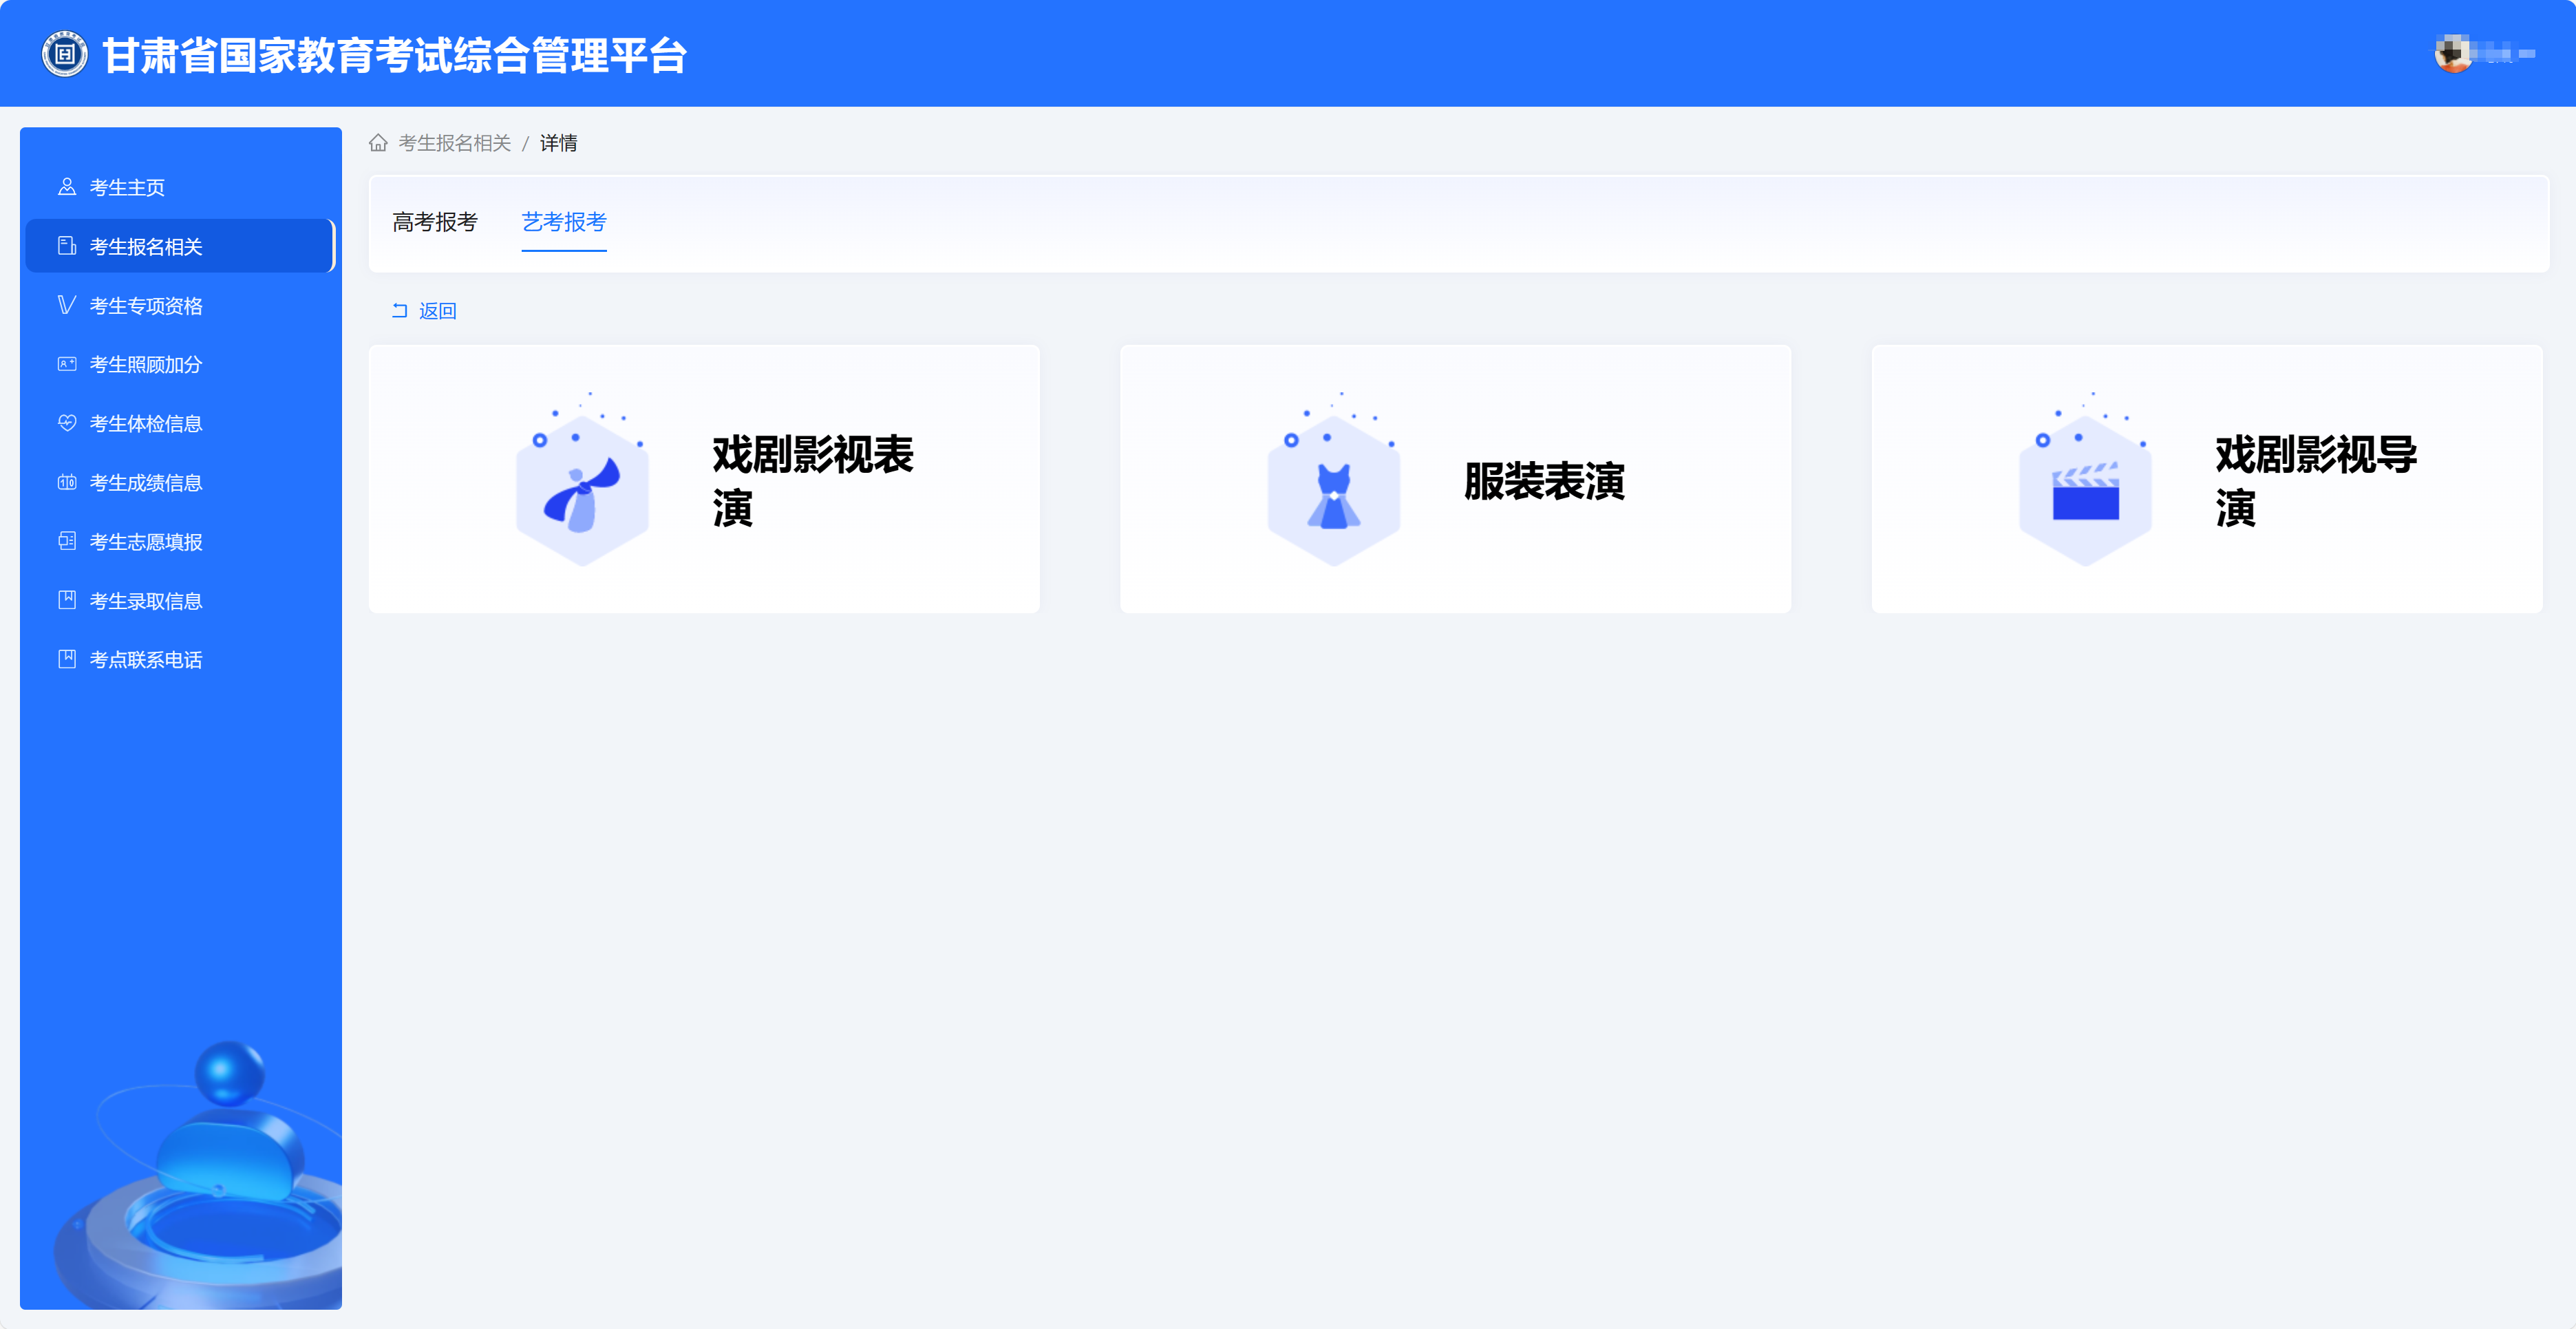 甘肃省国家教育考试综合管理平台
考生主页
考生报名相关
考生专项资格
考生照顾加分
考生体检信息
考生成绩信息
考生志愿填报
考生录取信息
考点联系电话
考生报名相关 / 详情
高考报考 艺考报考
返回
戏剧影视表
演
服装表演
戏剧影视导
演